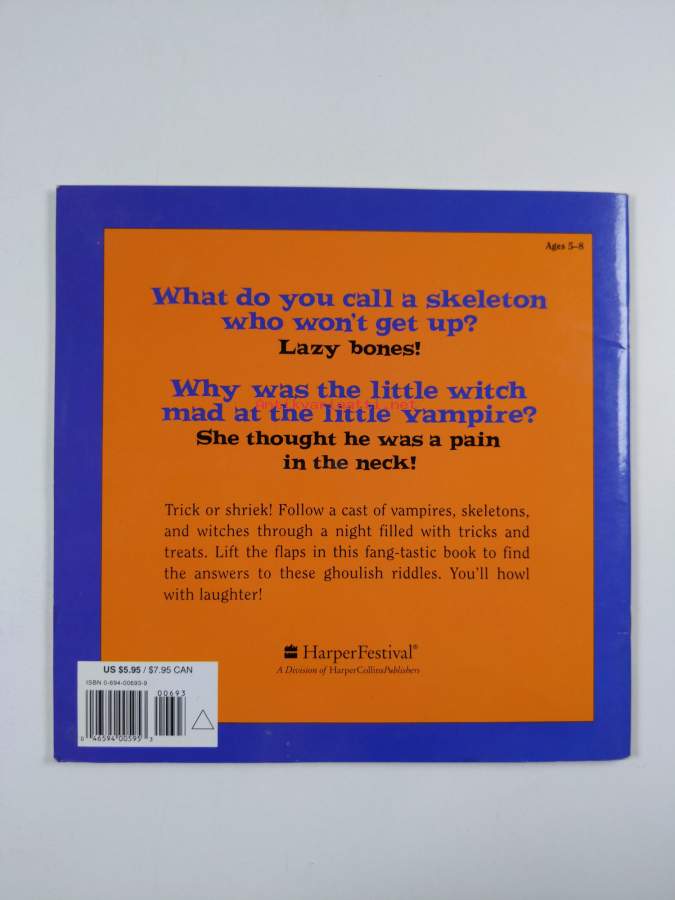 Ages 5–8
What do you call a skeleton
who won't get up?
Lazy bones!
Why was the little witch
mad at the little vampire?
She thought he was a pain
in the neck!
Trick or shriek! Follow a cast of vampires, skeletons,
and witches through a night filled with tricks and
treats. Lift the flaps in this fang-tastic book to find
the answers to these ghoulish riddles. You'll howl
with laughter!
HarperFestival®
A Division of HarperCollinsPublishers
US $5.95 / $7.95 CAN
ISBN 0-694-00693-9
00693
0 46594 00595 3